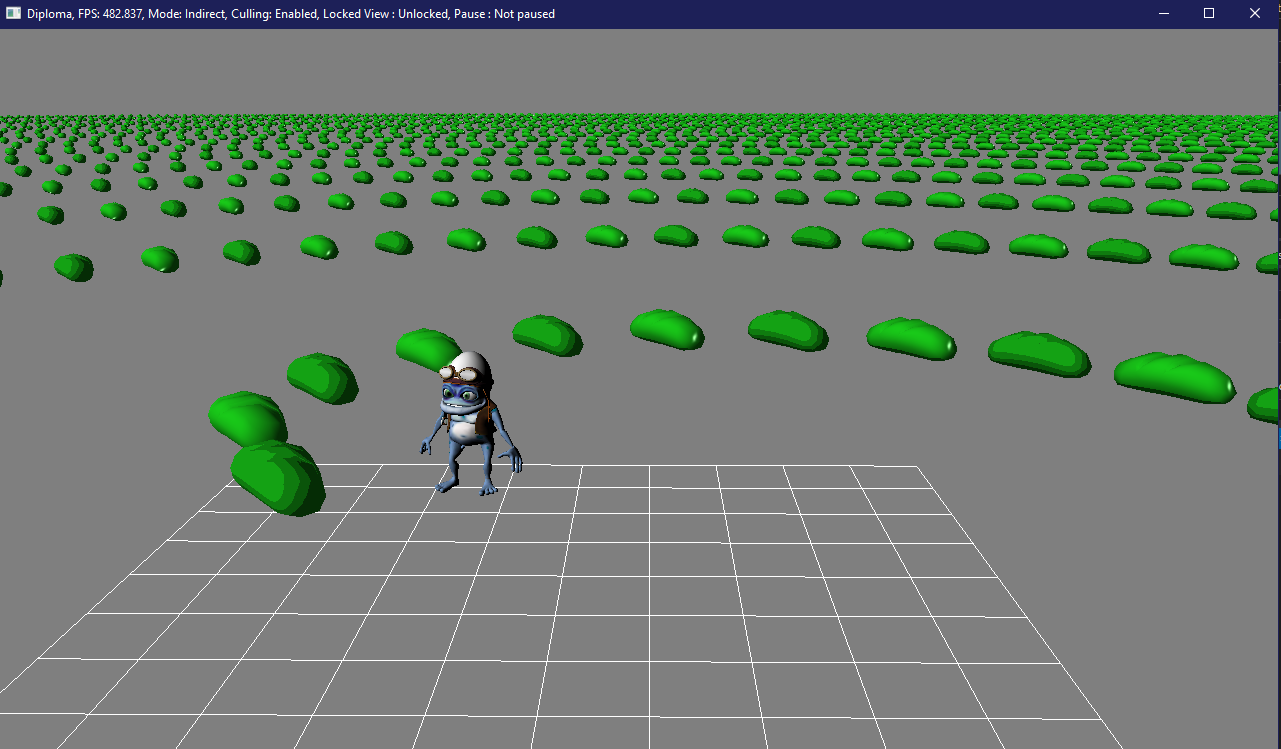 Diploma, FPS: 482.837, Mode: Indirect, Culling: Enabled, Locked View : Unlocked, Pause : Not paused